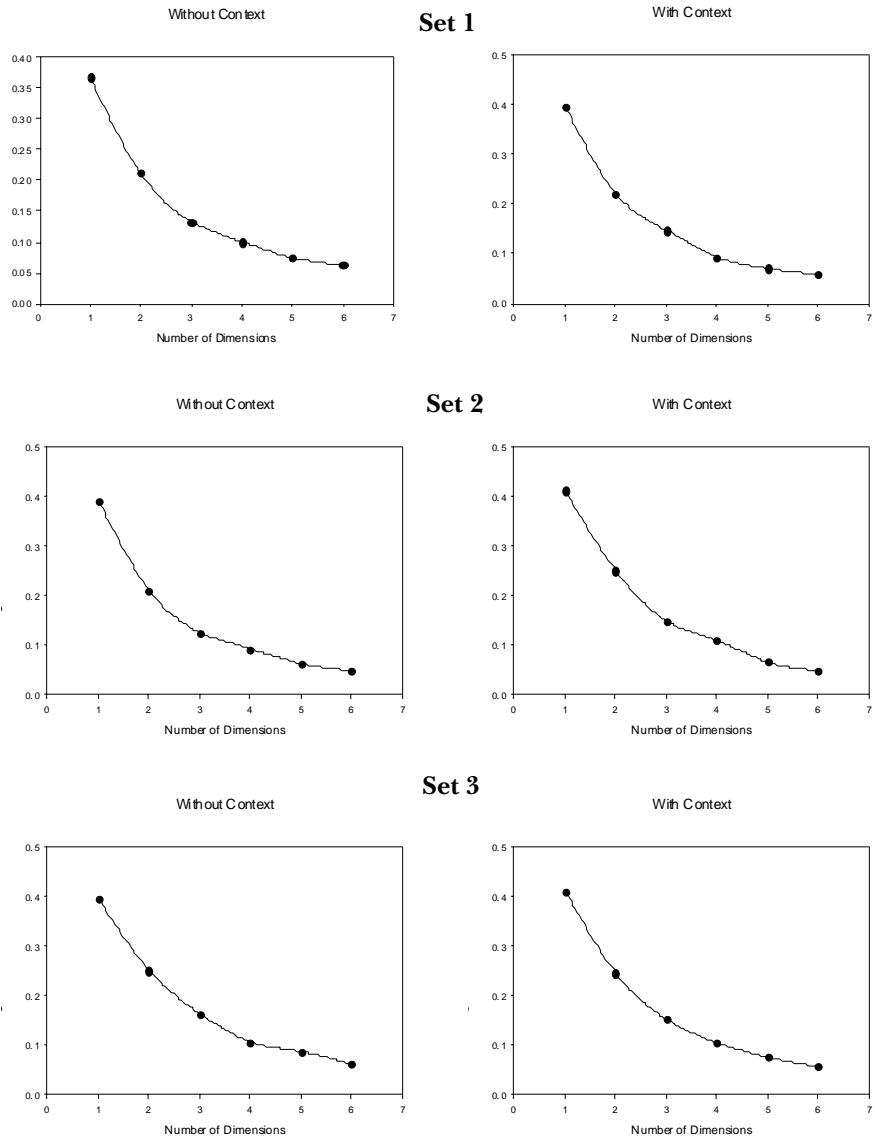 Set 1
Without Context
With Context
0.40
0.35
0.30
0.25
0.20
0.15
0.10
0.05
0.00
0 1 2 3 4 5 6 7
Number of Dimensions
0.5
0.4
0.3
0.2
0.1
0.0
0 1 2 3 4 5 6 7
Number of Dimensions
Set 2
Without Context
With Context
0.5
0.4
0.3
0.2
0.1
0.0
0 1 2 3 4 5 6 7
Number of Dimensions
0.5
0.4
0.3
0.2
0.1
0.0
0 1 2 3 4 5 6 7
Number of Dimensions
Set 3
Without Context
With Context
0.5
0.4
0.3
0.2
0.1
0.0
0 1 2 3 4 5 6 7
Number of Dimensions
0.5
0.4
0.3
0.2
0.1
0.0
0 1 2 3 4 5 6 7
Number of Dimensions